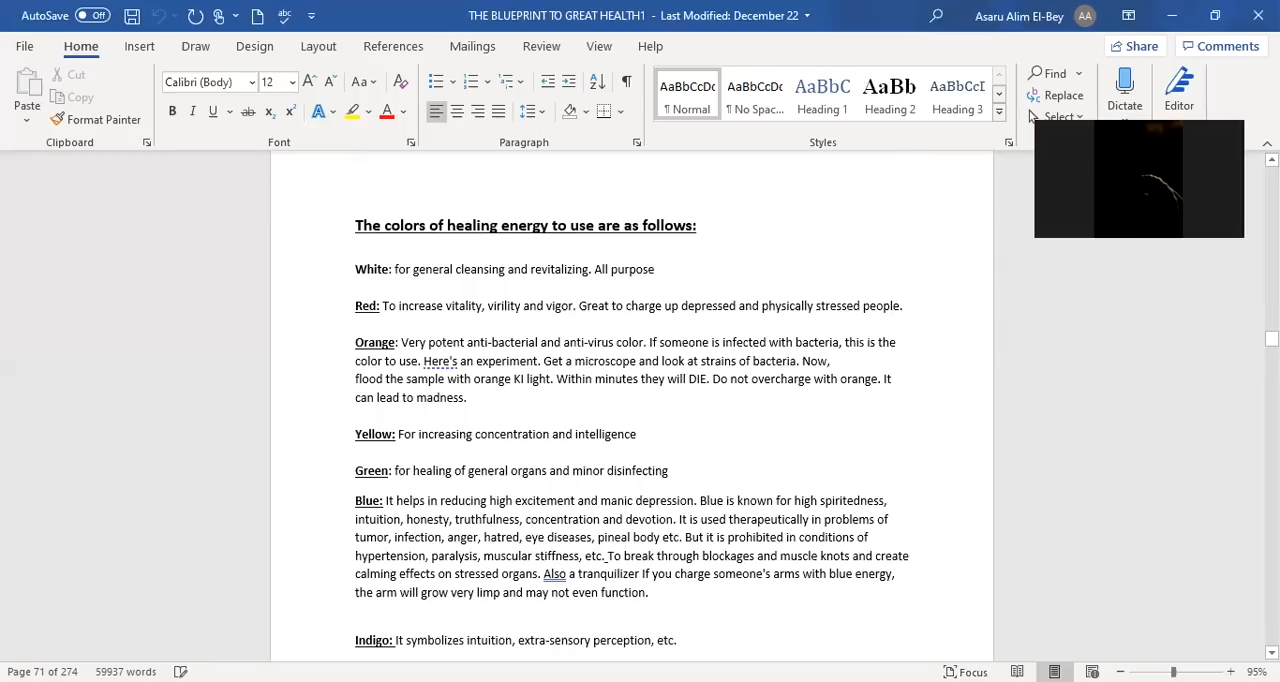 AutoSave Off THE BLUEPRINT TO GREAT HEALTH1 - Last Modified: December 22 Asaru Alim El-Bey AA
File Home Insert Draw Design Layout References Mailings Review View Help Share Comments
Paste Cut Copy Format Painter
Calibri (Body) 12 Aa
B I U ab x₂ x² A A
AaBbCcDc AaBbCcDc AaBbC AaBb AaBbCcI
¶ Normal ¶ No Spac... Heading 1 Heading 2 Heading 3
Find Replace Select Dictate Editor
Clipboard Font Paragraph Styles
The colors of healing energy to use are as follows:
White: for general cleansing and revitalizing. All purpose
Red: To increase vitality, virility and vigor. Great to charge up depressed and physically stressed people.
Orange: Very potent anti-bacterial and anti-virus color. If someone is infected with bacteria, this is the
color to use. Here's an experiment. Get a microscope and look at strains of bacteria. Now,
flood the sample with orange KI light. Within minutes they will DIE. Do not overcharge with orange. It
can lead to madness.
Yellow: For increasing concentration and intelligence
Green: for healing of general organs and minor disinfecting
Blue: It helps in reducing high excitement and manic depression. Blue is known for high spiritedness,
intuition, honesty, truthfulness, concentration and devotion. It is used therapeutically in problems of
tumor, infection, anger, hatred, eye diseases, pineal body etc. But it is prohibited in conditions of
hypertension, paralysis, muscular stiffness, etc. To break through blockages and muscle knots and create
calming effects on stressed organs. Also a tranquilizer If you charge someone's arms with blue energy,
the arm will grow very limp and may not even function.
Indigo: It symbolizes intuition, extra-sensory perception, etc.
Page 71 of 274 59937 words Focus 95%